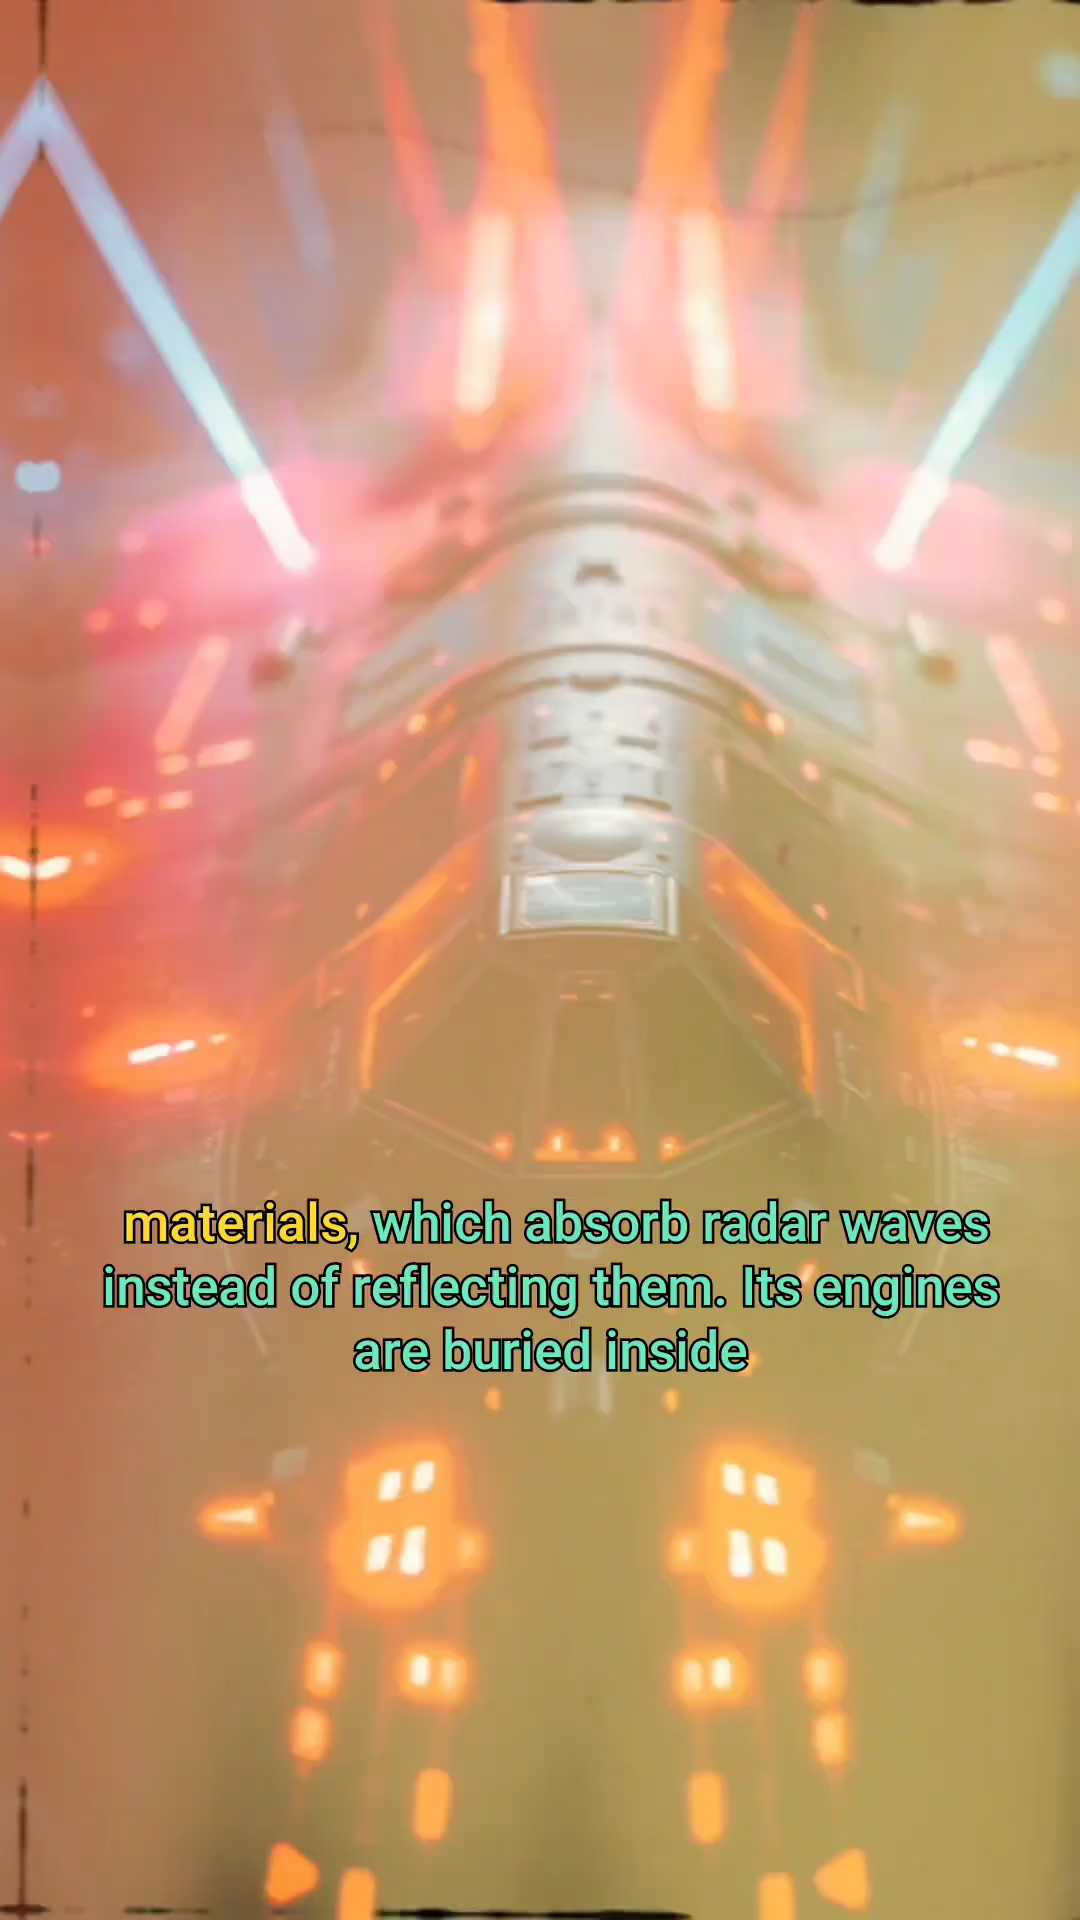 materials, which absorb radar waves
instead of reflecting them. Its engines
are buried inside